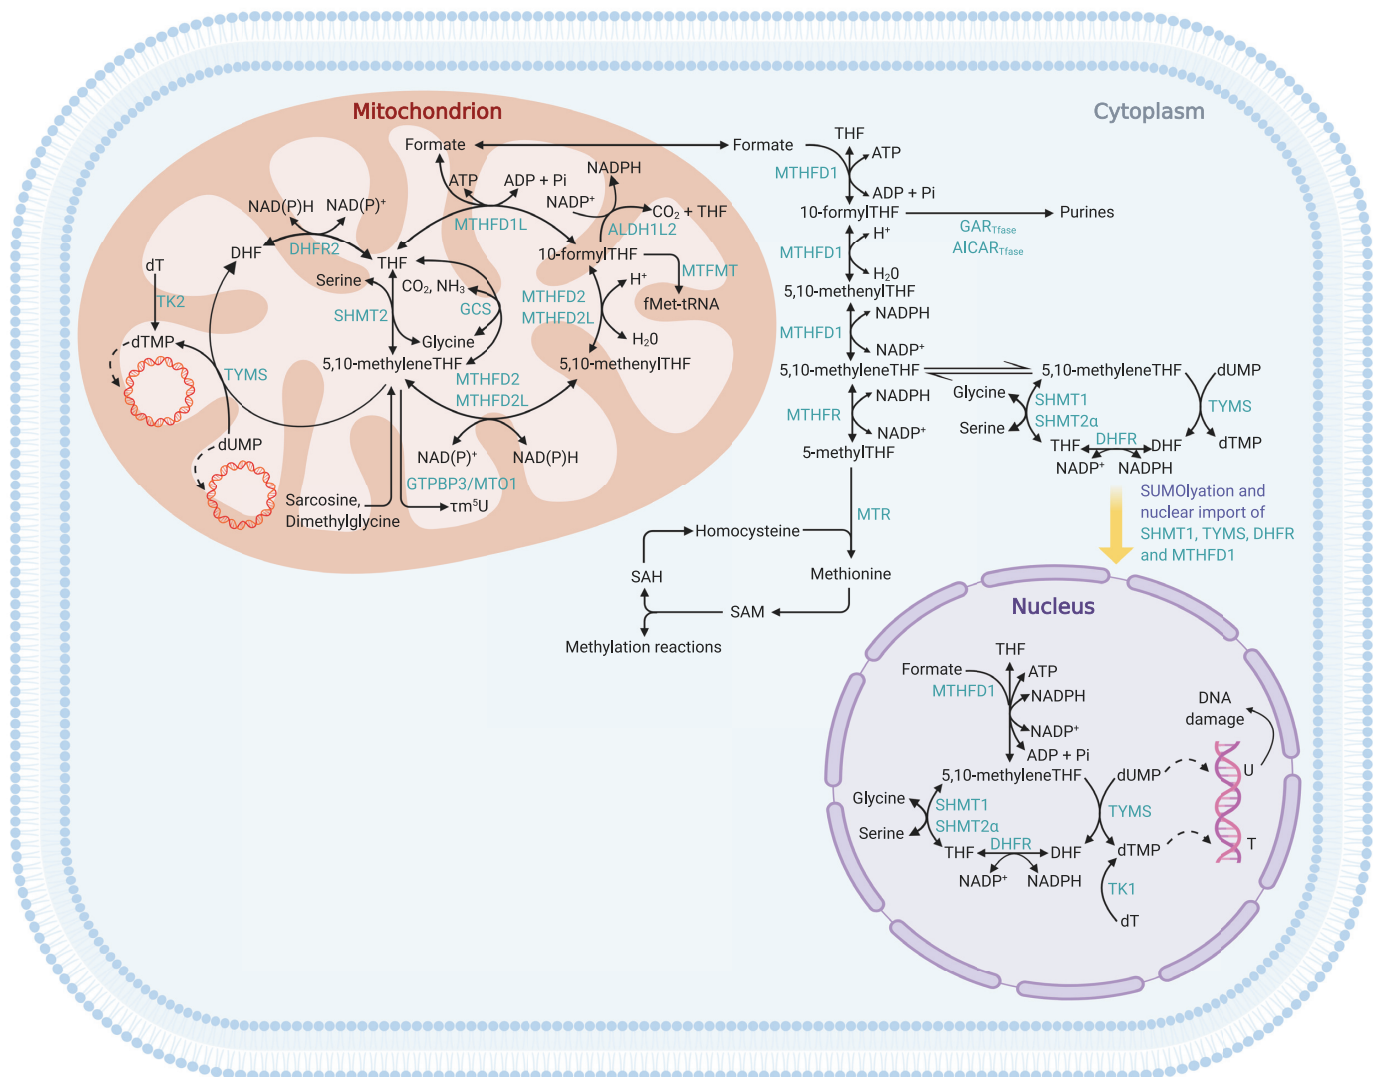 Mitochondrion
Cytoplasm
Formate
ATP
ADP + Pi
MTHFD1L
NADPH
NADP⁺
CO₂ + THF
ALDH1L2
NAD(P)H
NAD(P)⁺
DHFR2
DHF
THF
10-formylTHF
MTFMT
fMet-tRNA
dT
TK2
dTMP
TYMS
dUMP
Serine
SHMT2
CO₂, NH₃
GCS
Glycine
MTHFD2
MTHFD2L
H⁺
H₂0
5,10-methyleneTHF
5,10-methenylTHF
MTHFD2
MTHFD2L
NAD(P)⁺
NAD(P)H
GTPBP3/MTO1
τm⁵U
Sarcosine,
Dimethylglycine
Formate
THF
ATP
MTHFD1
ADP + Pi
10-formylTHF
GAR Tfase
AICAR Tfase
Purines
MTHFD1
H⁺
H₂0
5,10-methenylTHF
MTHFD1
NADPH
NADP⁺
5,10-methyleneTHF
MTHFR
NADPH
NADP⁺
5-methylTHF
MTR
Homocysteine
Methionine
SAH
SAM
Methylation reactions
5,10-methyleneTHF
dUMP
Glycine
SHMT1
SHMT2α
Serine
TYMS
THF
DHFR
DHF
dTMP
NADP⁺
NADPH
SUMOlyation and
nuclear import of
SHMT1, TYMS, DHFR
and MTHFD1
Nucleus
THF
Formate
ATP
MTHFD1
NADPH
NADP⁺
ADP + Pi
5,10-methyleneTHF
dUMP
Glycine
SHMT1
SHMT2α
Serine
TYMS
THF
DHFR
DHF
dTMP
NADP⁺
NADPH
TK1
dT
DNA
damage
U
T